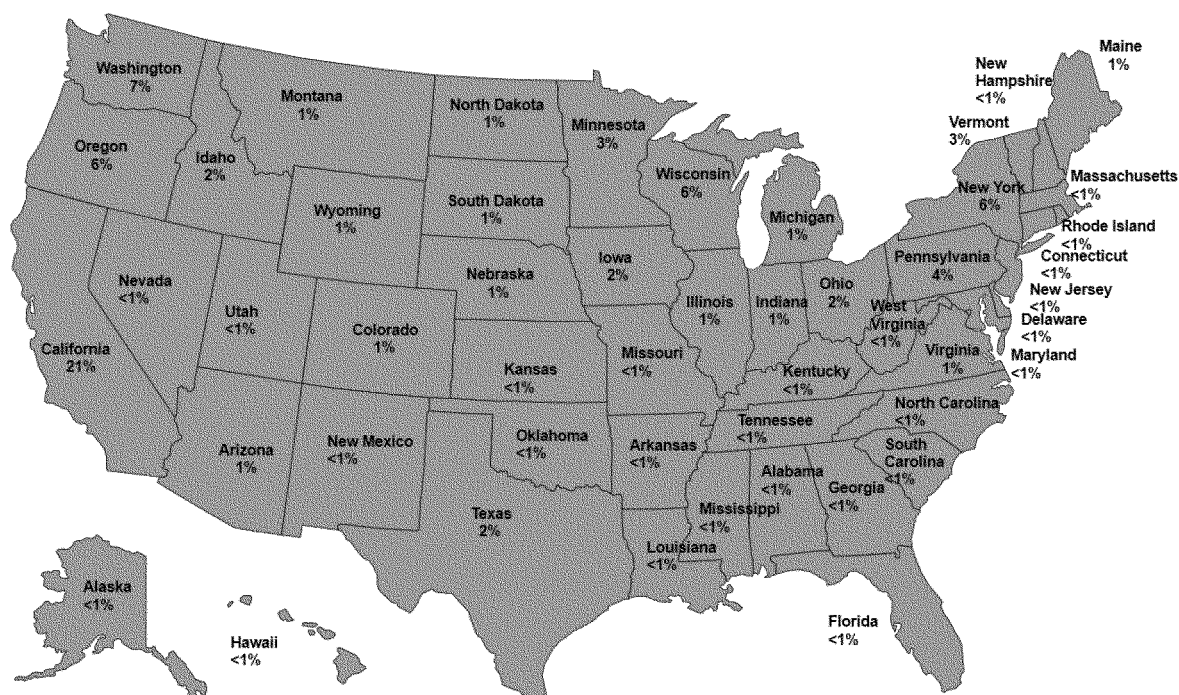 Maine
1%
New
Hampshire
<1%
Vermont
3%
Washington
7%
Montana
1%
North Dakota
1%
Minnesota
3%
Oregon
6%
Idaho
2%
Wisconsin
6%
Massachusetts
<1%
New York
6%
Wyoming
1%
South Dakota
1%
Michigan
1%
Rhode Island
<1%
Connecticut
<1%
Pennsylvania
4%
Iowa
2%
Nebraska
1%
Nevada
<1%
Ohio
2%
New Jersey
<1%
Illinois
1%
Indiana
1%
Utah
<1%
West
Virginia
<1%
Delaware
<1%
Colorado
1%
California
21%
Missouri
<1%
Virginia
1%
Maryland
<1%
Kansas
<1%
Kentucky
<1%
North Carolina
<1%
Tennessee
<1%
Arizona
1%
New Mexico
<1%
Oklahoma
<1%
Arkansas
<1%
South
Carolina
<1%
Alabama
<1%
Georgia
<1%
Texas
2%
Mississippi
<1%
Louisiana
<1%
Alaska
<1%
Hawaii
<1%
Florida
<1%